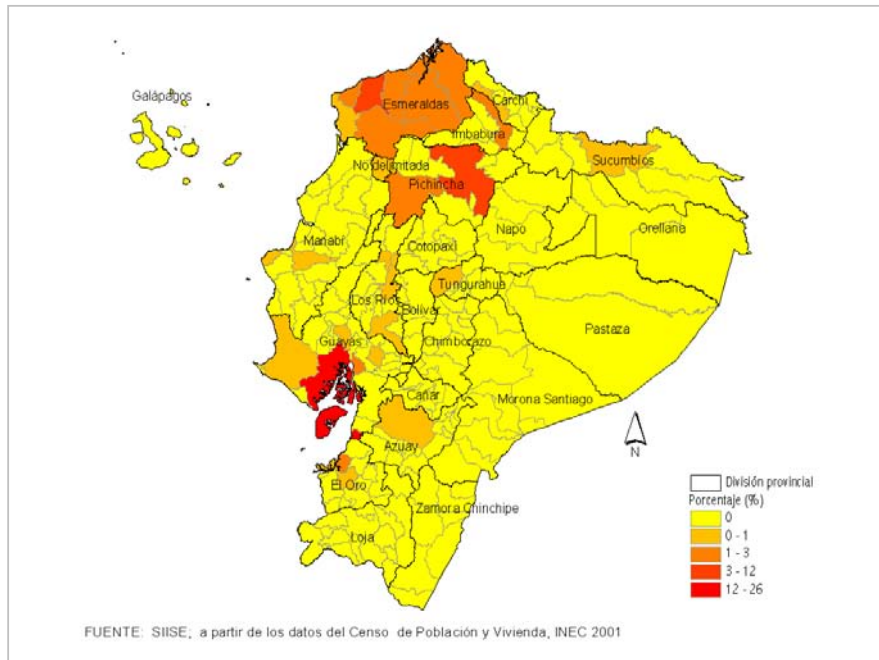 Galápagos
Esmeraldas
Carchi
Imbabura
Sucumbíos
No delimitada
Pichincha
Napo
Orellana
Manabí
Cotopaxi
Tungurahua
Los Ríos
Bolívar
Pastaza
Guayas
Chimborazo
Cañar
Morona Santiago
Azuay
N
El Oro
Zamora Chinchipe
Loja
División provincial
Porcentaje (%)
0
0 - 1
1 - 3
3 - 12
12 - 26
FUENTE: SIISE; a partir de los datos del Censo de Población y Vivienda, INEC 2001